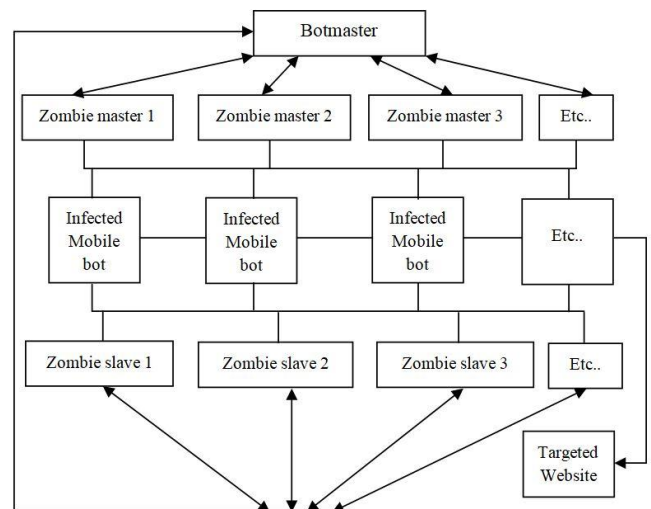 Botmaster
Zombie master 1
Zombie master 2
Zombie master 3
Etc..
Infected
Mobile
bot
Infected
Mobile
bot
Infected
Mobile
bot
Etc..
Zombie slave 1
Zombie slave 2
Zombie slave 3
Etc..
Targeted
Website